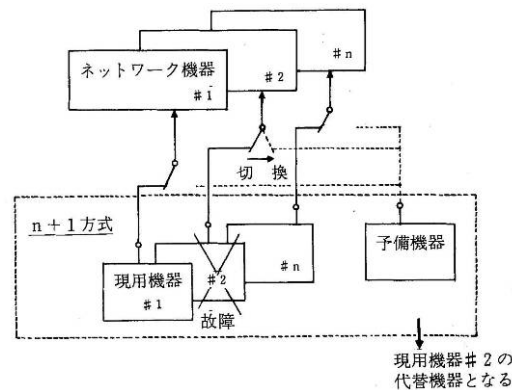 ネットワーク機器
#1
#2
#n
切 換
n+1方式
現用機器
#1
#2
#n
故障
予備機器
現用機器#2の
代替機器となる